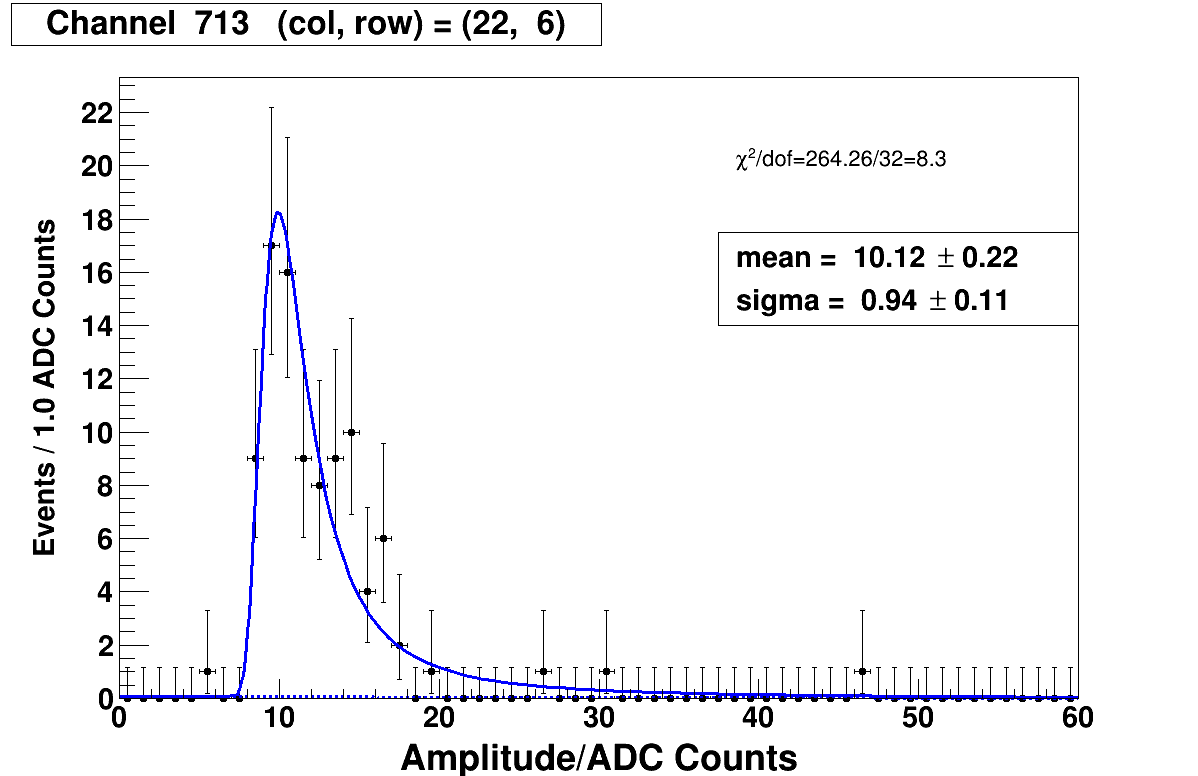 Channel 713 (col, row) = (22, 6)
22
20
18
16
14
12
10
8
6
4
2
0
Events / 1.0 ADC Counts
χ²/dof=264.26/32=8.3
mean = 10.12 ± 0.22
sigma = 0.94 ± 0.11
0 10 20 30 40 50 60
Amplitude/ADC Counts